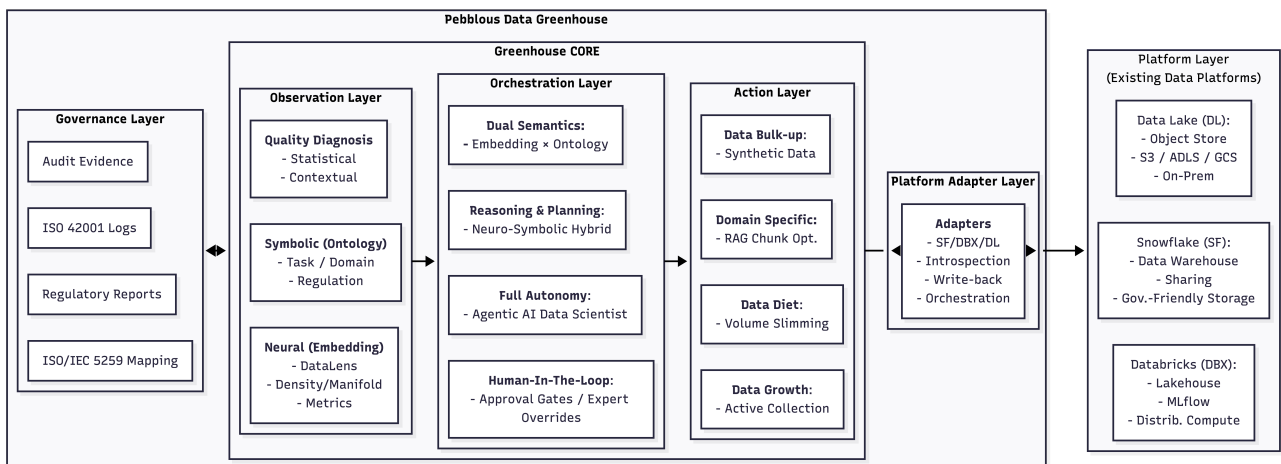 Pebblous Data Greenhouse
Greenhouse CORE
Governance Layer
Audit Evidence
ISO 42001 Logs
Regulatory Reports
ISO/IEC 5259 Mapping
Observation Layer
Quality Diagnosis
- Statistical
- Contextual
Symbolic (Ontology)
- Task / Domain
- Regulation
Neural (Embedding)
- DataLens
- Density/Manifold
- Metrics
Orchestration Layer
Dual Semantics:
- Embedding × Ontology
Reasoning & Planning:
- Neuro-Symbolic Hybrid
Full Autonomy:
- Agentic AI Data Scientist
Human-In-The-Loop:
- Approval Gates / Expert
Overrides
Action Layer
Data Bulk-up:
- Synthetic Data
Domain Specific:
- RAG Chunk Opt.
Data Diet:
- Volume Slimming
Data Growth:
- Active Collection
Platform Adapter Layer
Adapters
- SF/DBX/DL
- Introspection
- Write-back
- Orchestration
Platform Layer
(Existing Data Platforms)
Data Lake (DL):
- Object Store
- S3 / ADLS / GCS
- On-Prem
Snowflake (SF):
- Data Warehouse
- Sharing
- Gov.-Friendly Storage
Databricks (DBX):
- Lakehouse
- MLflow
- Distrib. Compute